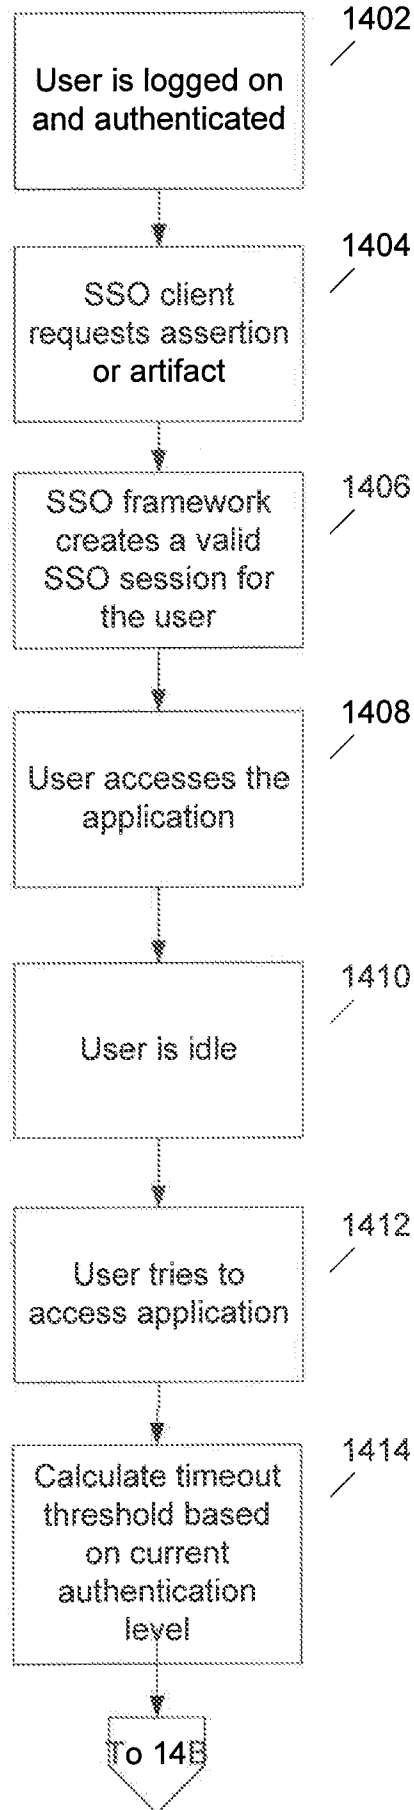 1402
User is logged on
and authenticated
1404
SSO client
requests assertion
or artifact
1406
SSO framework
creates a valid
SSO session for
the user
1408
User accesses the
application
1410
User is idle
1412
User tries to
access application
1414
Calculate timeout
threshold based
on current
authentication
level
To 14B